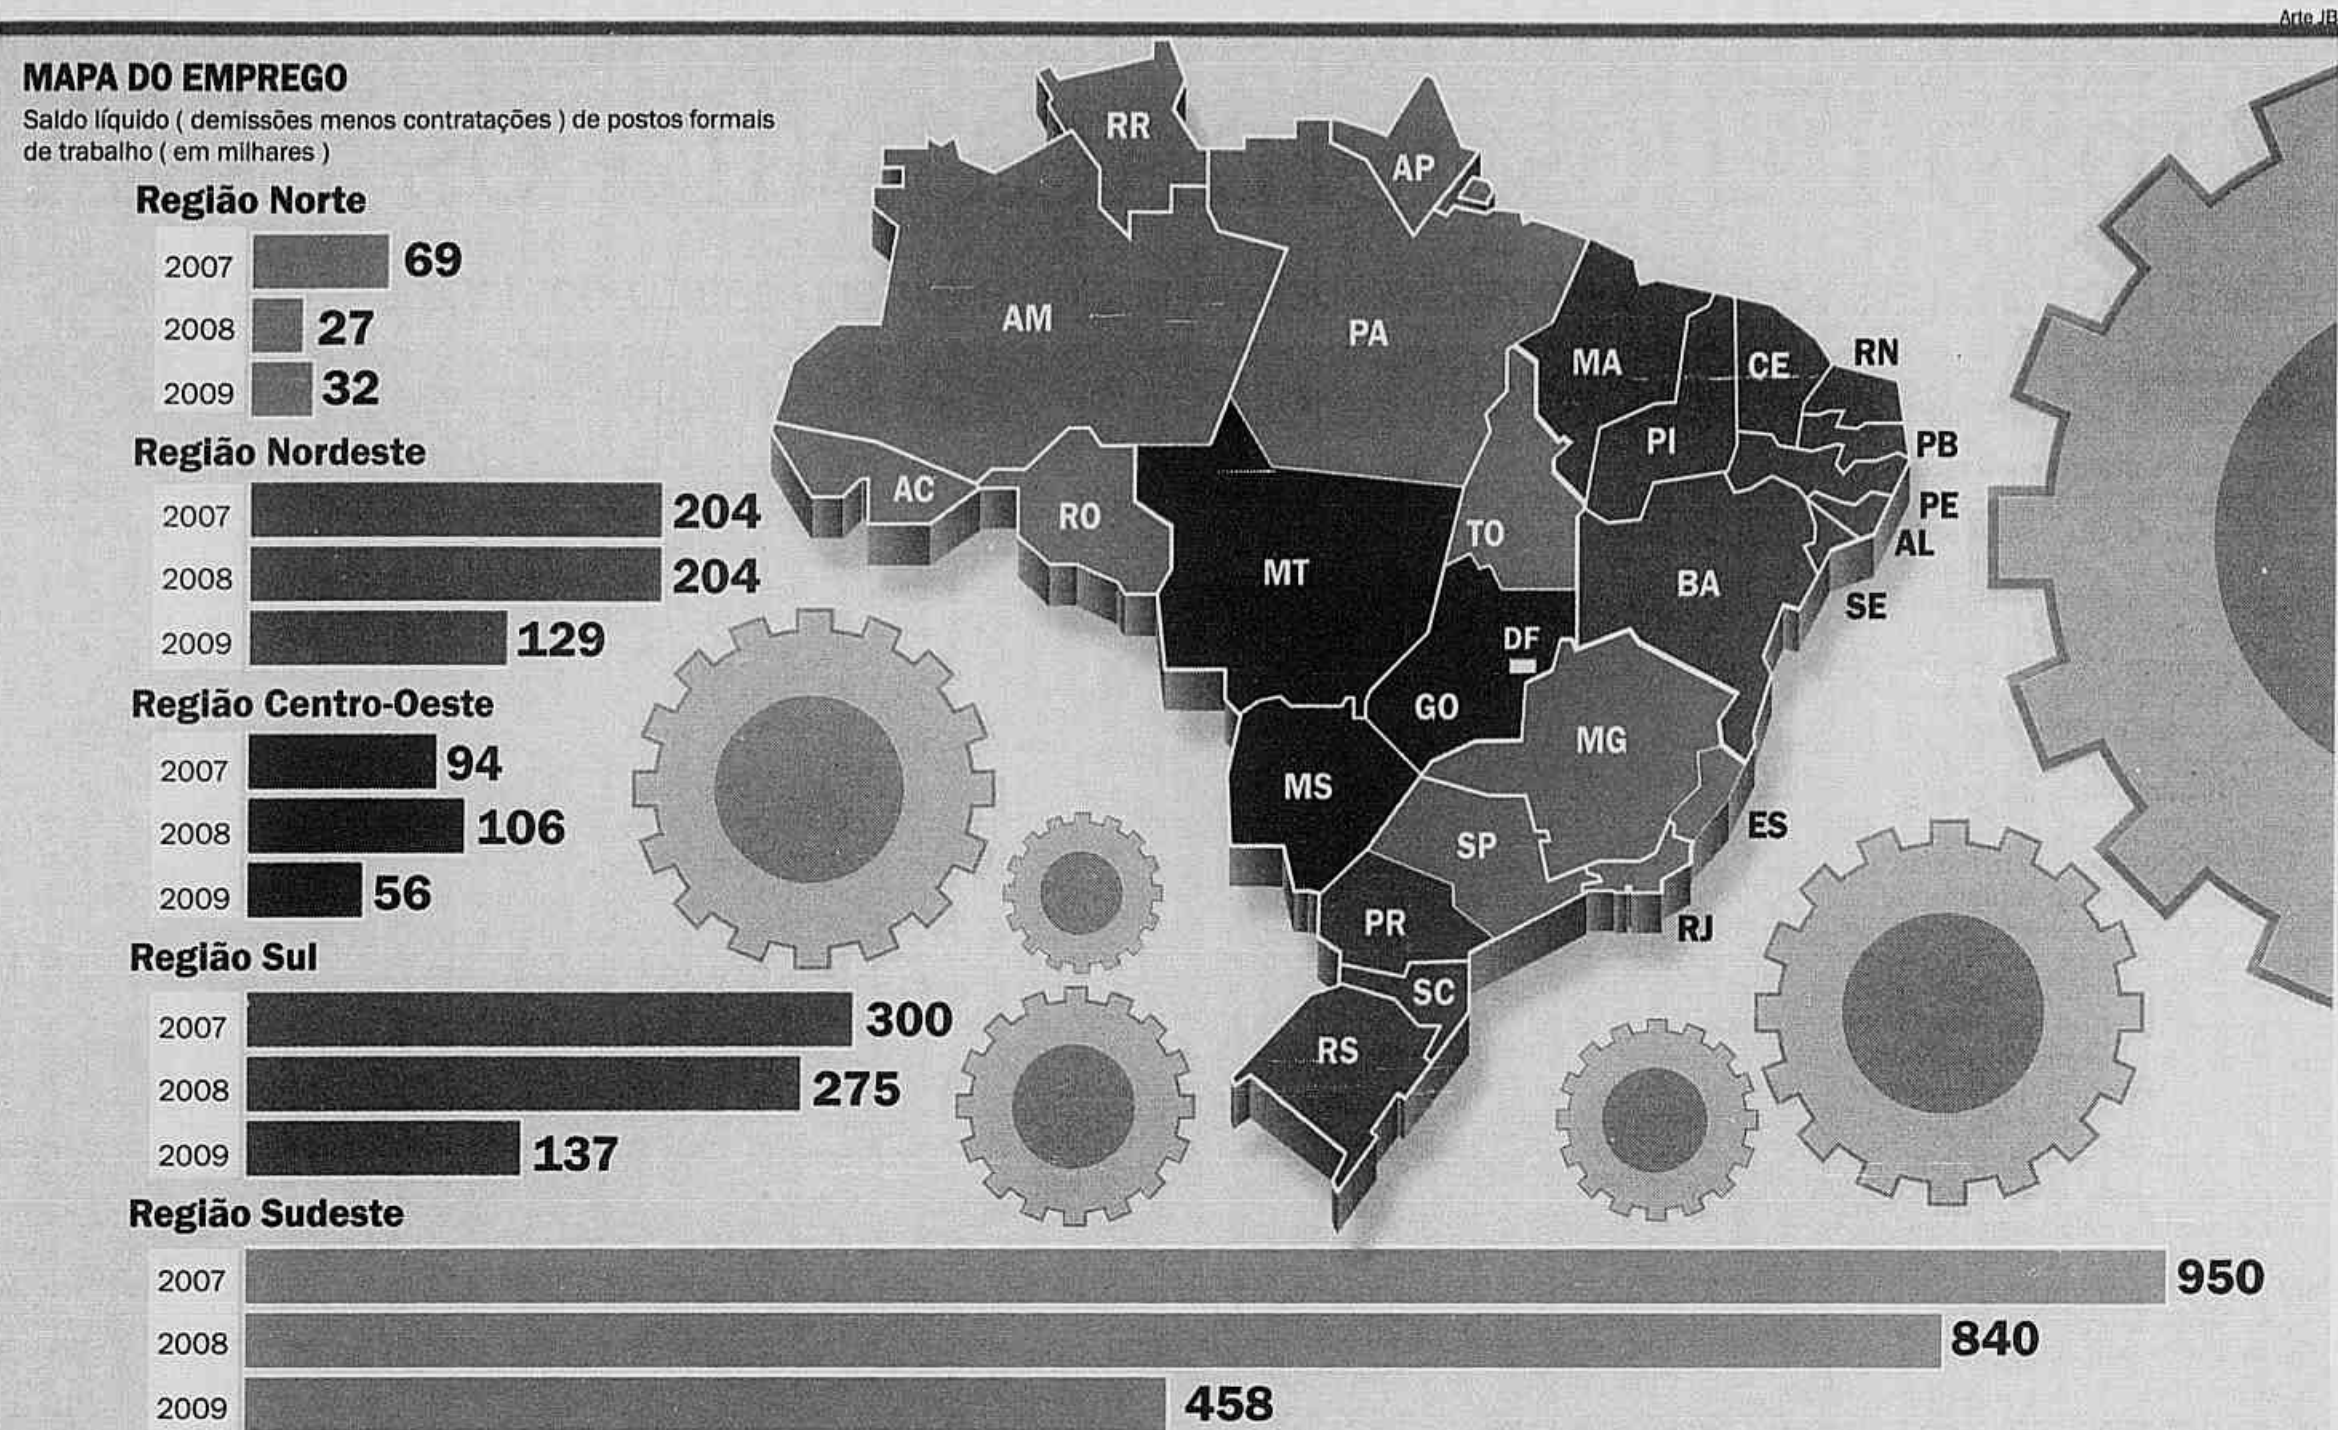 Arte JB
MAPA DO EMPREGO
Saldo líquido ( demissões menos contratações ) de postos formais
de trabalho ( em milhares )
Região Norte
2007 69
2008 27
2009 32
Região Nordeste
2007 204
2008 204
2009 129
Região Centro-Oeste
2007 94
2008 106
2009 56
Região Sul
2007 300
2008 275
2009 137
Região Sudeste
2007 950
2008 840
2009 458
RR
AP
AM
PA
MA
CE
RN
PI
PB
AC
RO
TO
PE
AL
MT
BA
SE
DF
GO
MG
MS
ES
SP
PR
RJ
SC
RS